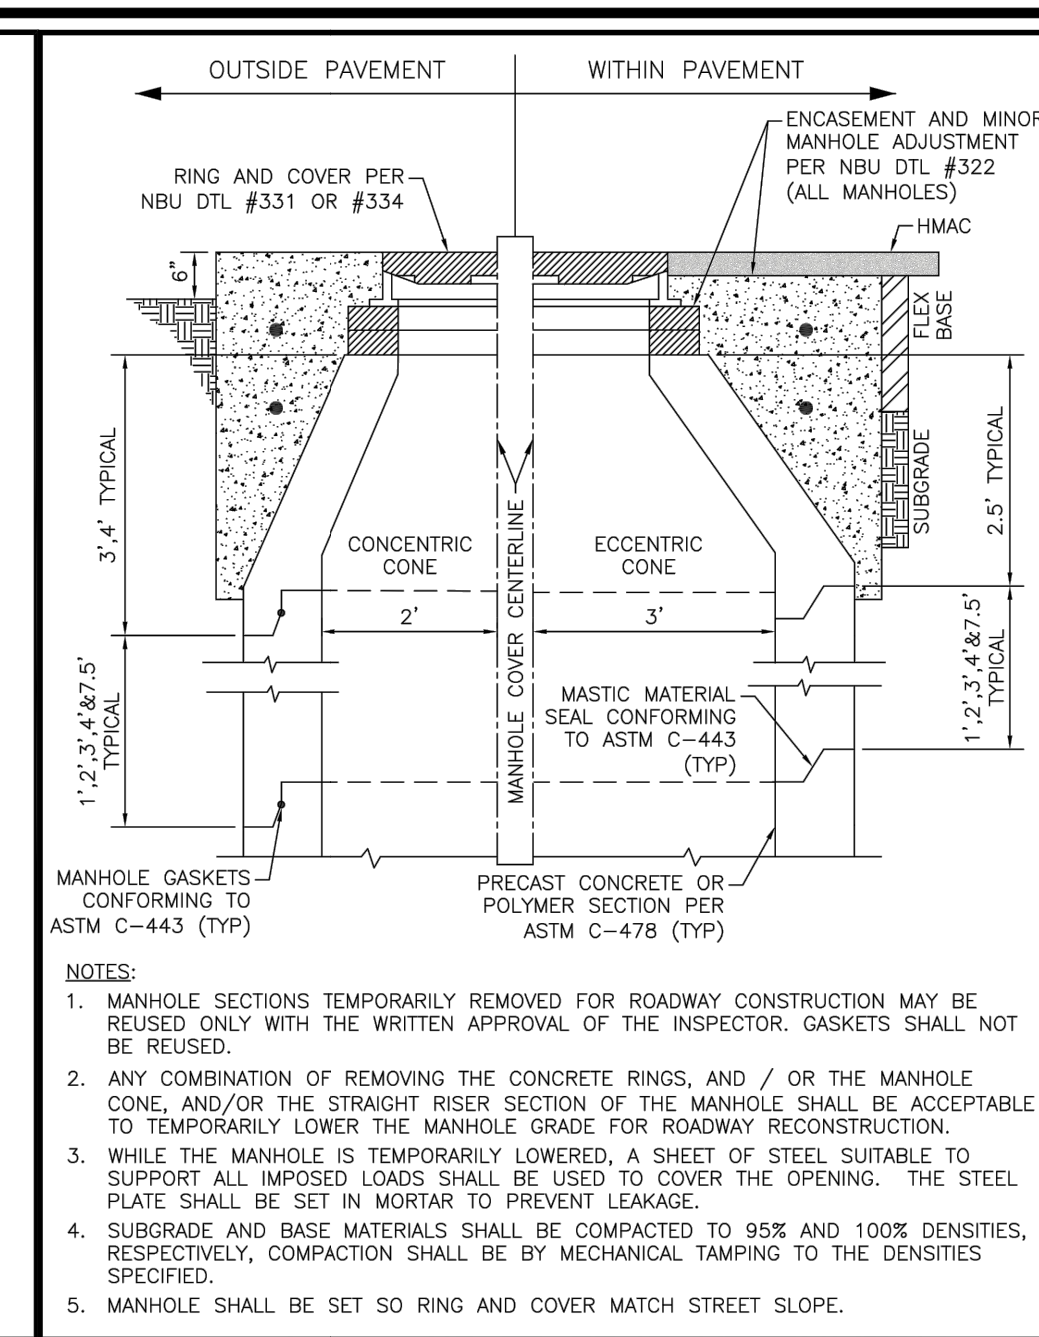 OUTSIDE PAVEMENT
WITHIN PAVEMENT
ENCASEMENT AND MINOR
MANHOLE ADJUSTMENT
PER NBU DTL #322
(ALL MANHOLES)
RING AND COVER PER
NBU DTL #331 OR #334
HMAC
6"
FLEX
BASE
SUBGRADE
3',4' TYPICAL
2.5' TYPICAL
CONCENTRIC
CONE
ECCENTRIC
CONE
MANHOLE COVER CENTERLINE
2'
3'
1',2',3',4'&7.5'
TYPICAL
1',2',3',4'&7.5'
TYPICAL
MASTIC MATERIAL
SEAL CONFORMING
TO ASTM C-443
(TYP)
MANHOLE GASKETS
CONFORMING TO
ASTM C-443 (TYP)
PRECAST CONCRETE OR
POLYMER SECTION PER
ASTM C-478 (TYP)
NOTES:
1. MANHOLE SECTIONS TEMPORARILY REMOVED FOR ROADWAY CONSTRUCTION MAY BE
REUSED ONLY WITH THE WRITTEN APPROVAL OF THE INSPECTOR. GASKETS SHALL NOT
BE REUSED.
2. ANY COMBINATION OF REMOVING THE CONCRETE RINGS, AND / OR THE MANHOLE
CONE, AND/OR THE STRAIGHT RISER SECTION OF THE MANHOLE SHALL BE ACCEPTABLE
TO TEMPORARILY LOWER THE MANHOLE GRADE FOR ROADWAY RECONSTRUCTION.
3. WHILE THE MANHOLE IS TEMPORARILY LOWERED, A SHEET OF STEEL SUITABLE TO
SUPPORT ALL IMPOSED LOADS SHALL BE USED TO COVER THE OPENING. THE STEEL
PLATE SHALL BE SET IN MORTAR TO PREVENT LEAKAGE.
4. SUBGRADE AND BASE MATERIALS SHALL BE COMPACTED TO 95% AND 100% DENSITIES,
RESPECTIVELY, COMPACTION SHALL BE BY MECHANICAL TAMPING TO THE DENSITIES
SPECIFIED.
5. MANHOLE SHALL BE SET SO RING AND COVER MATCH STREET SLOPE.